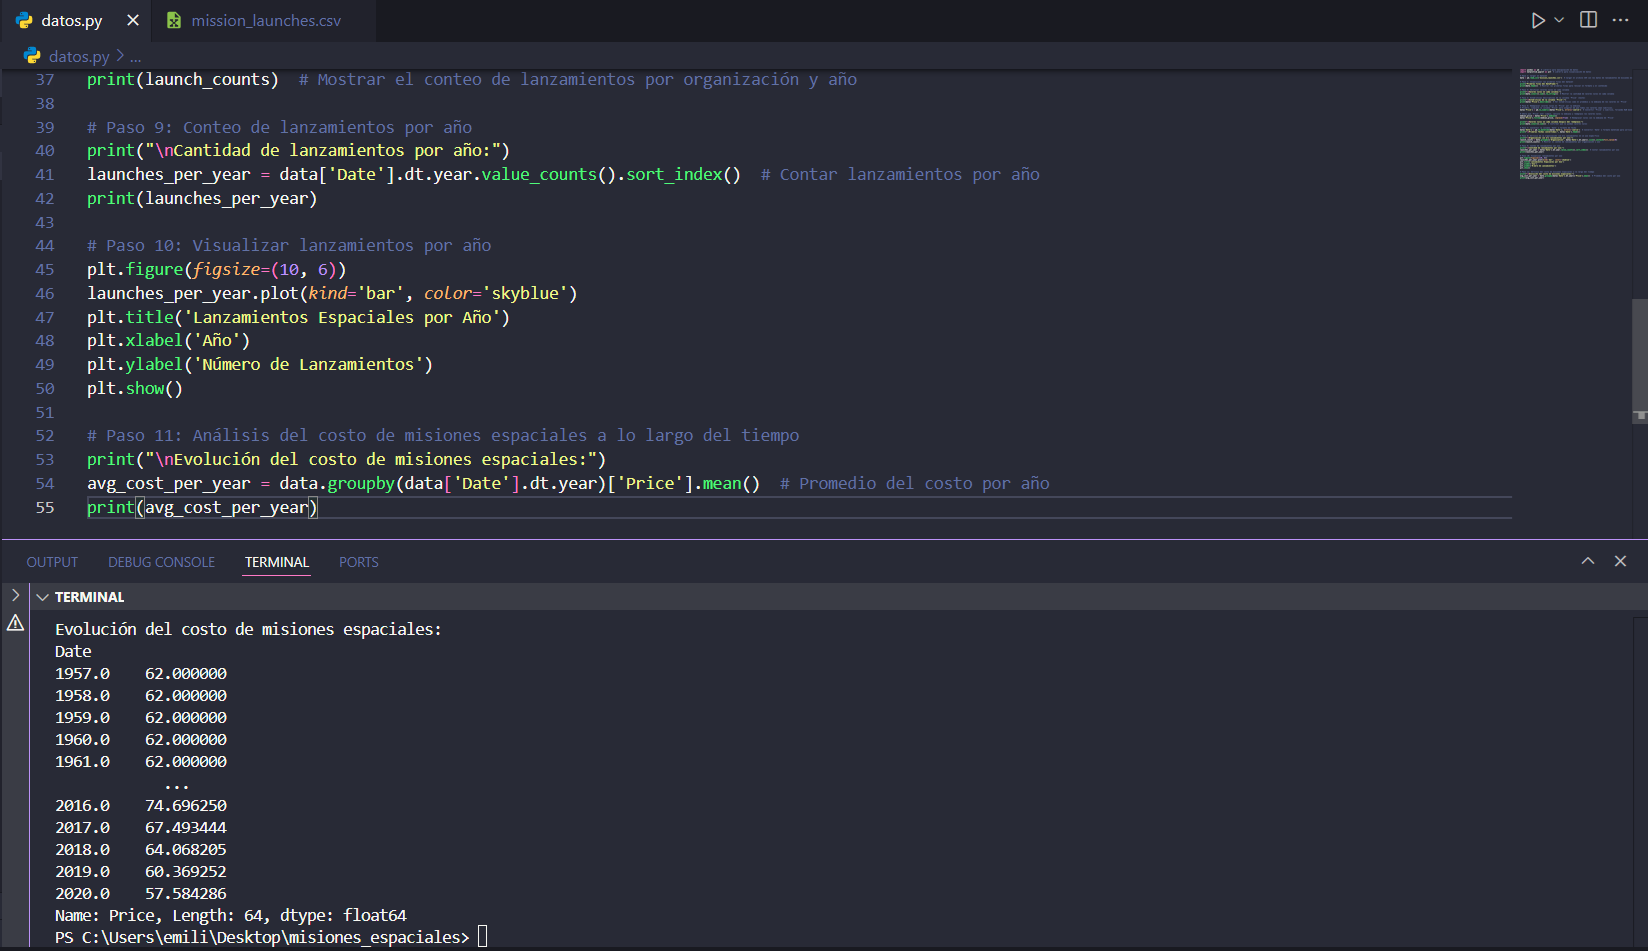 datos.py
mission_launches.csv
datos.py > ...
37 print(launch_counts)  # Mostrar el conteo de lanzamientos por organización y año
38
39 # Paso 9: Conteo de lanzamientos por año
40 print("\nCantidad de lanzamientos por año:")
41 launches_per_year = data['Date'].dt.year.value_counts().sort_index()  # Contar lanzamientos por año
42 print(launches_per_year)
43
44 # Paso 10: Visualizar lanzamientos por año
45 plt.figure(figsize=(10, 6))
46 launches_per_year.plot(kind='bar', color='skyblue')
47 plt.title('Lanzamientos Espaciales por Año')
48 plt.xlabel('Año')
49 plt.ylabel('Número de Lanzamientos')
50 plt.show()
51
52 # Paso 11: Análisis del costo de misiones espaciales a lo largo del tiempo
53 print("\nEvolución del costo de misiones espaciales:")
54 avg_cost_per_year = data.groupby(data['Date'].dt.year)['Price'].mean()  # Promedio del costo por año
55 print(avg_cost_per_year)
OUTPUT DEBUG CONSOLE TERMINAL PORTS
TERMINAL
Evolución del costo de misiones espaciales:
Date
1957.0    62.000000
1958.0    62.000000
1959.0    62.000000
1960.0    62.000000
1961.0    62.000000
...
2016.0    74.696250
2017.0    67.493444
2018.0    64.068205
2019.0    60.369252
2020.0    57.584286
Name: Price, Length: 64, dtype: float64
PS C:\Users\emili\Desktop\misiones_espaciales>